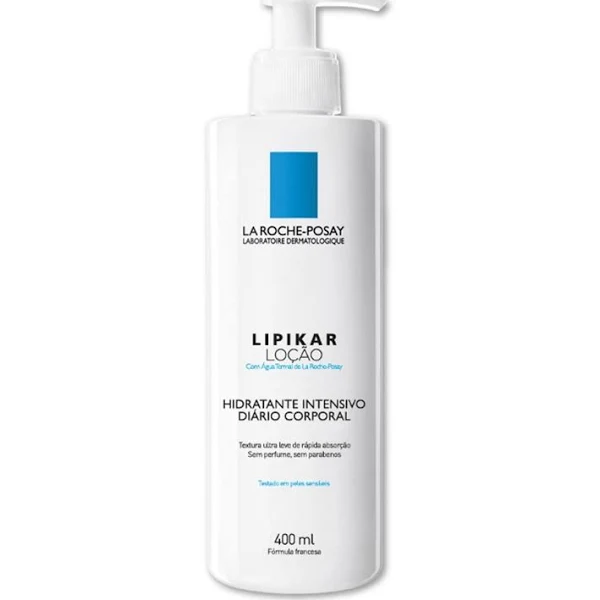 LA ROCHE-POSAY
LABORATOIRE DERMATOLOGIQUE
LIPIKAR
LOÇÃO
Com Água Termal de La Roche-Posay
HIDRATANTE INTENSIVO
DIÁRIO CORPORAL
Textura ultra leve de rápida absorção
Sem perfume, sem parabenos
Testado em peles sensíveis
400 ml
Fórmula francesa